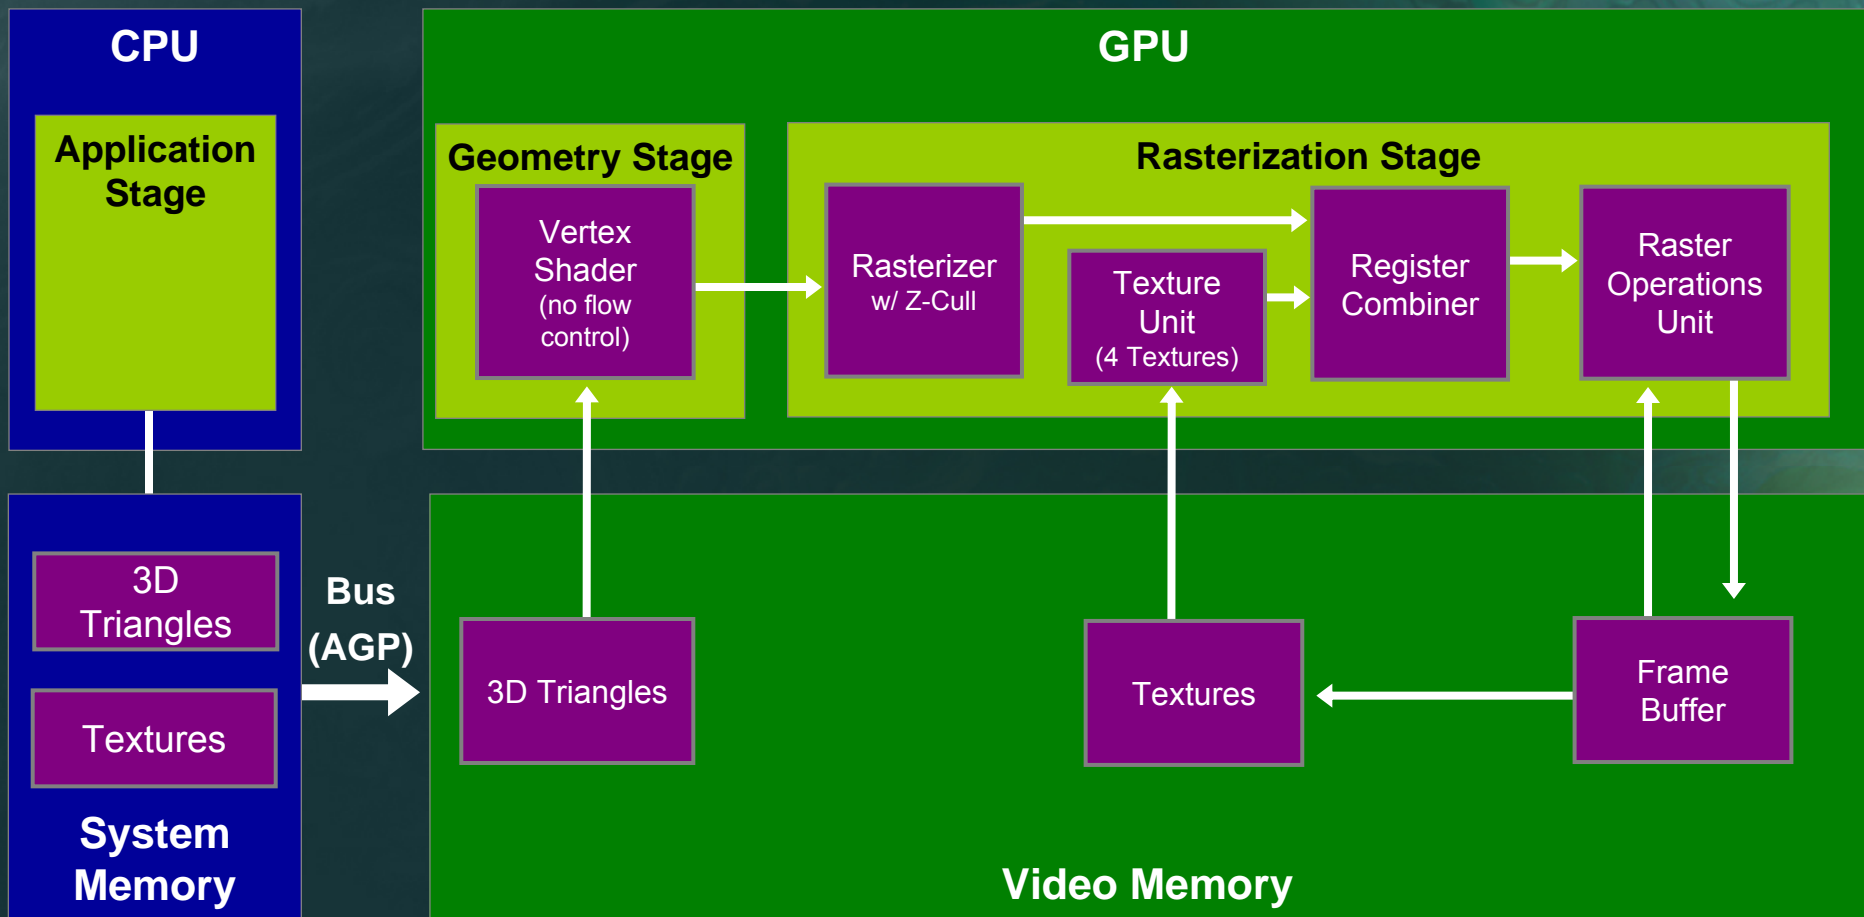 CPU
Application
Stage
GPU
Geometry Stage
Vertex
Shader
(no flow
control)
Rasterization Stage
Rasterizer
w/ Z-Cull
Texture
Unit
(4 Textures)
Register
Combiner
Raster
Operations
Unit
3D
Triangles
Textures
System
Memory
Bus
(AGP)
3D Triangles
Textures
Frame
Buffer
Video Memory